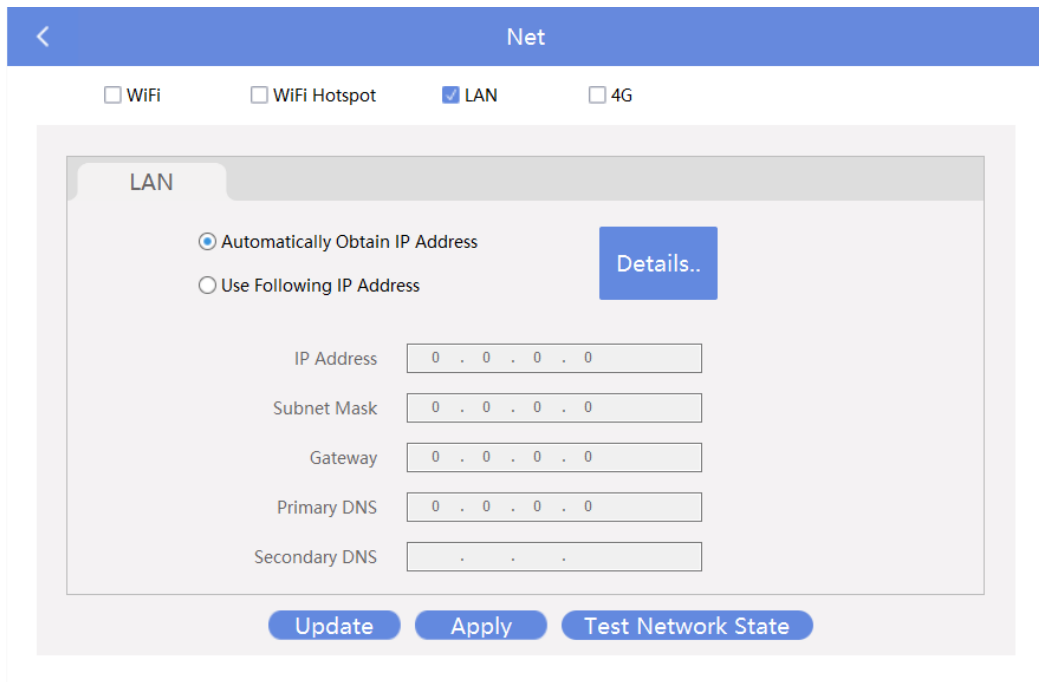 Net
WiFi WiFi Hotspot LAN 4G
LAN
Automatically Obtain IP Address
Details..
Use Following IP Address
IP Address 0 . 0 . 0 . 0
Subnet Mask 0 . 0 . 0 . 0
Gateway 0 . 0 . 0 . 0
Primary DNS 0 . 0 . 0 . 0
Secondary DNS . . .
Update Apply Test Network State